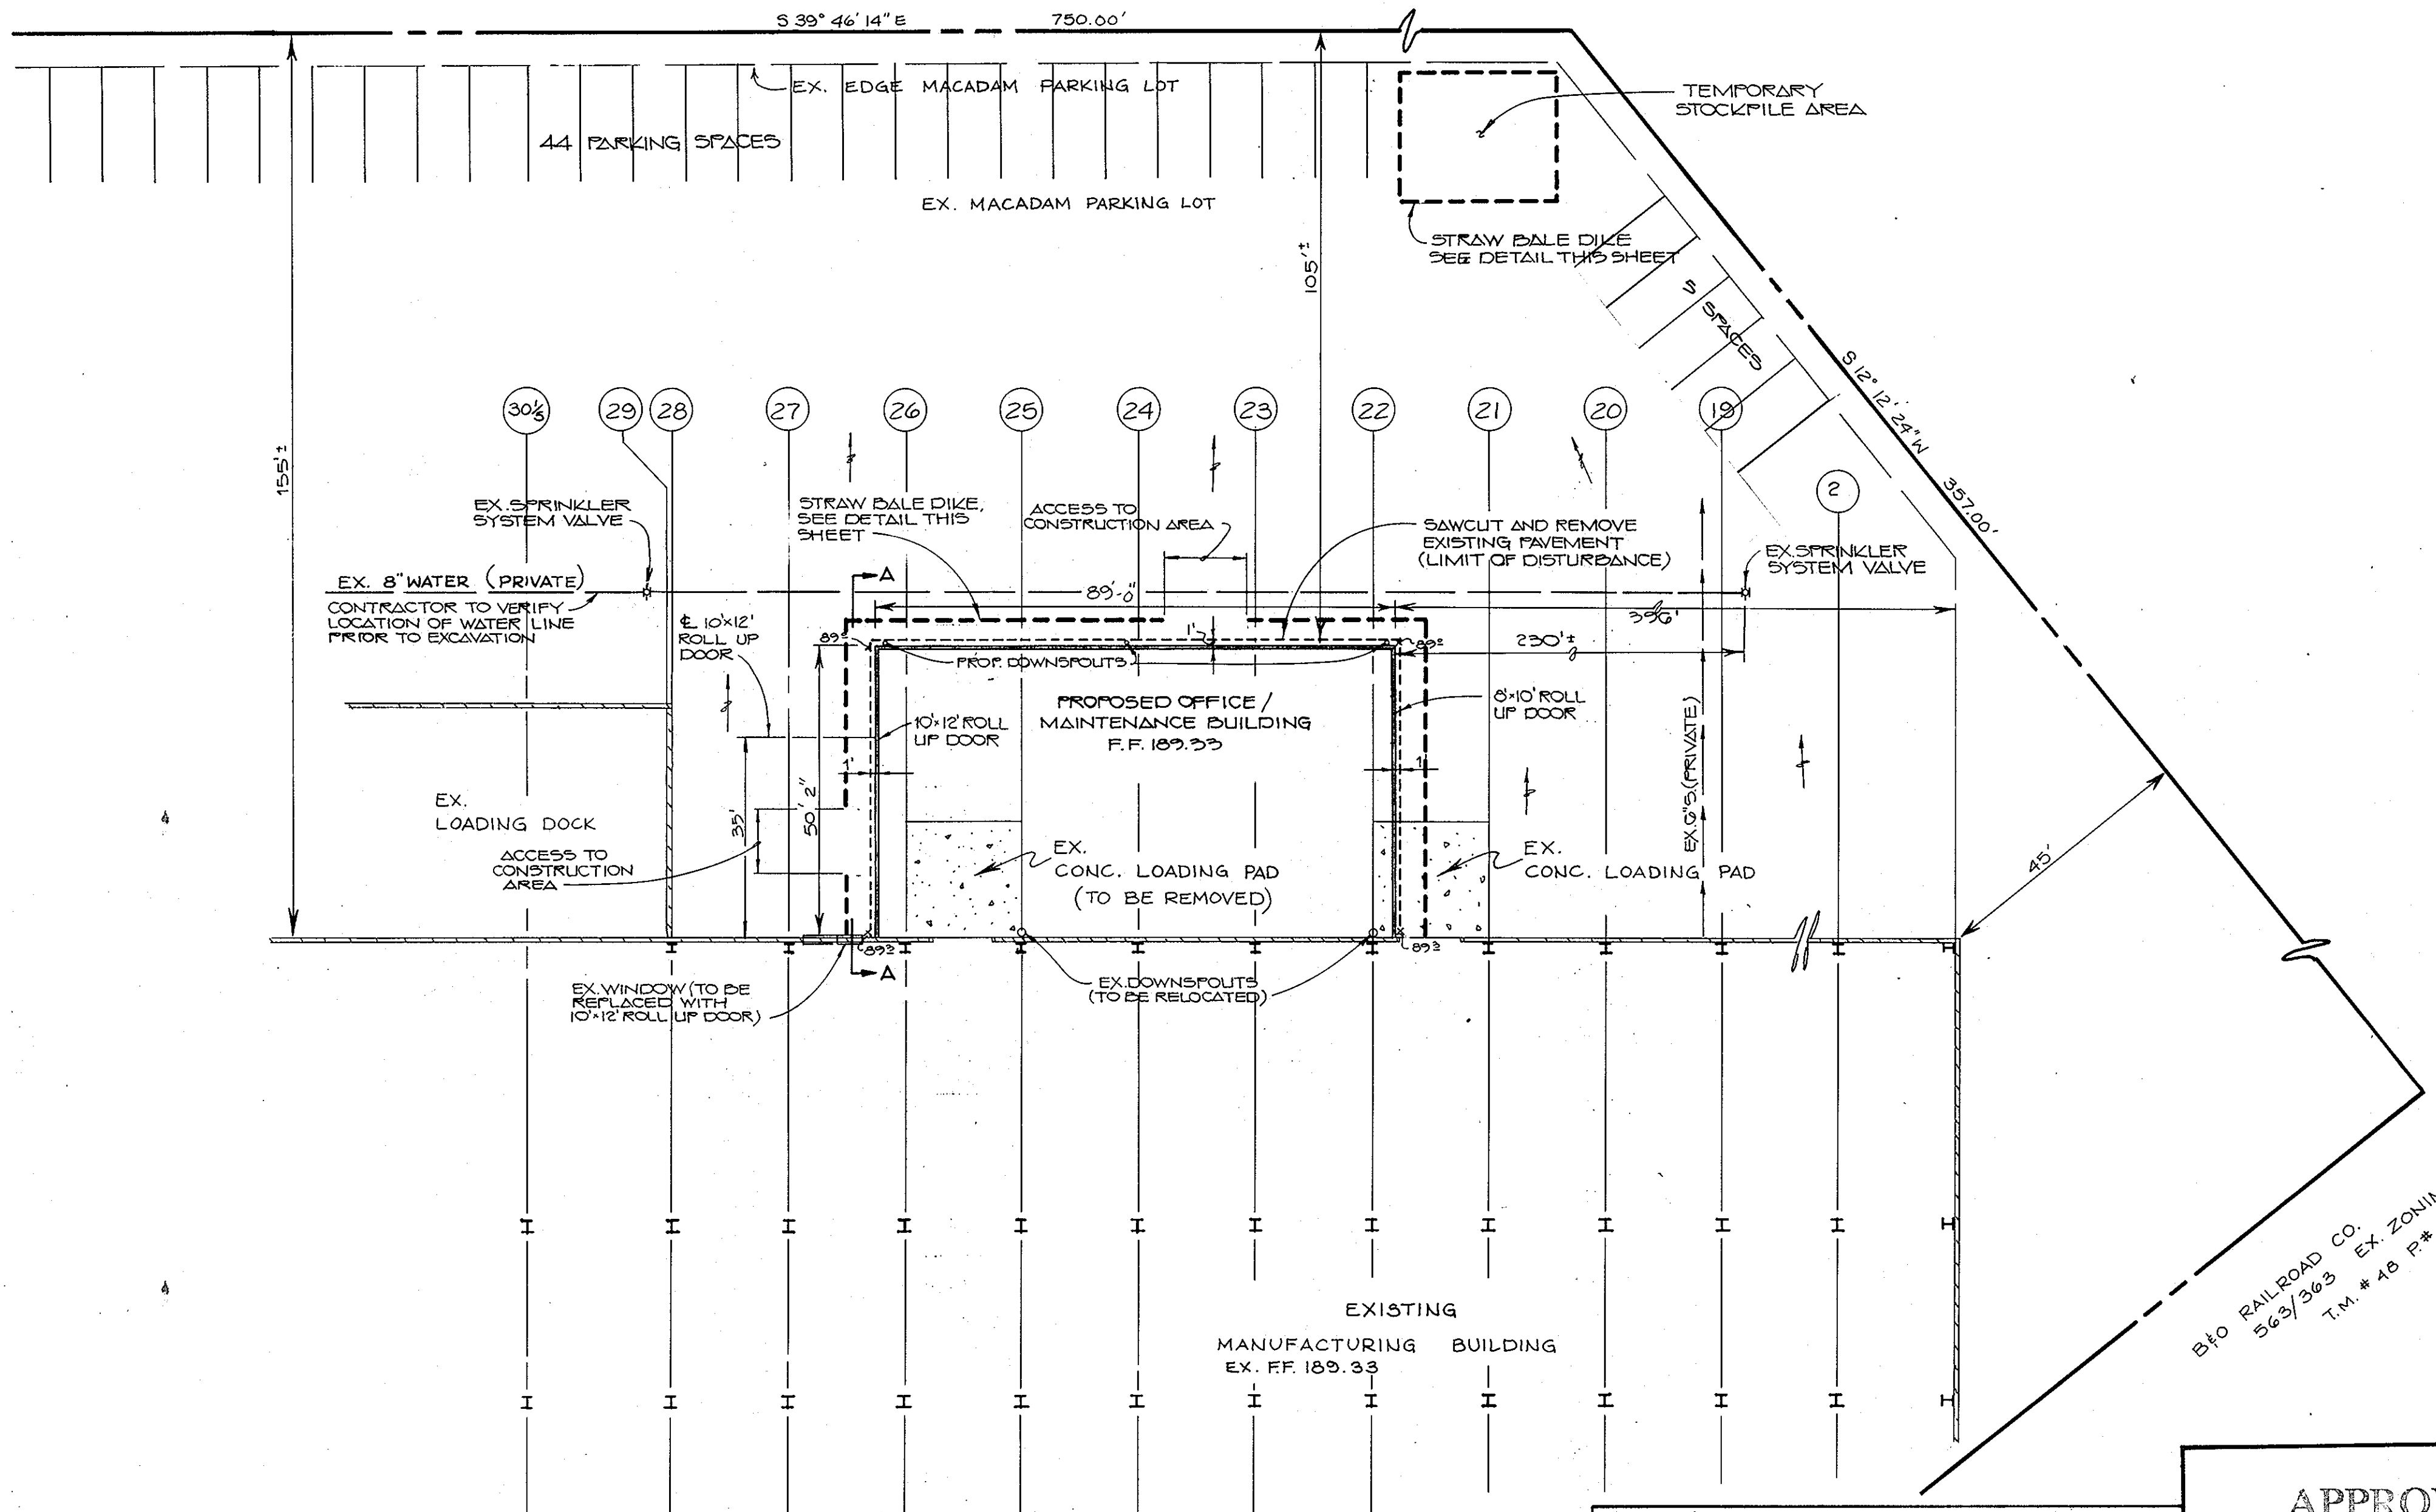 S 39° 46' 14" E 750.00'
EX. EDGE MACADAM PARKING LOT
44 PARKING SPACES
EX. MACADAM PARKING LOT
TEMPORARY
STOCKPILE AREA
STRAW BALE DIKE
SEE DETAIL THIS SHEET
105'±
155'±
S 12° 12' 24" W 357.00'
30 1/5
29
28
27
26
25
24
23
22
21
20
19
2
EX. SPRINKLER
SYSTEM VALVE
STRAW BALE DIKE,
SEE DETAIL THIS
SHEET
ACCESS TO
CONSTRUCTION AREA
SAWCUT AND REMOVE
EXISTING PAVEMENT
(LIMIT OF DISTURBANCE)
EX. SPRINKLER
SYSTEM VALVE
EX. 8" WATER (PRIVATE)
CONTRACTOR TO VERIFY
LOCATION OF WATER LINE
PRIOR TO EXCAVATION
A
89'-0"
396'
230'±
℄ 10'x12'
ROLL UP
DOOR
1'
PROP. DOWNSPOUTS
PROPOSED OFFICE/
MAINTENANCE BUILDING
F.F. 189.33
10'x12' ROLL
UP DOOR
8'x10' ROLL
UP DOOR
1'
1'
35'
50' 2"
EX. 6" S. (PRIVATE)
EX.
LOADING DOCK
ACCESS TO
CONSTRUCTION
AREA
EX.
CONC. LOADING PAD
(TO BE REMOVED)
EX.
CONC. LOADING PAD
45'
A
EX. WINDOW (TO BE
REPLACED WITH
10'x12' ROLL UP DOOR)
EX. DOWNSPOUTS
(TO BE RELOCATED)
EXISTING
MANUFACTURING BUILDING
EX. FF. 189.33
B&O RAILROAD CO.
563/363 EX. ZONIN
T.M. # 48 P.#
APPRO